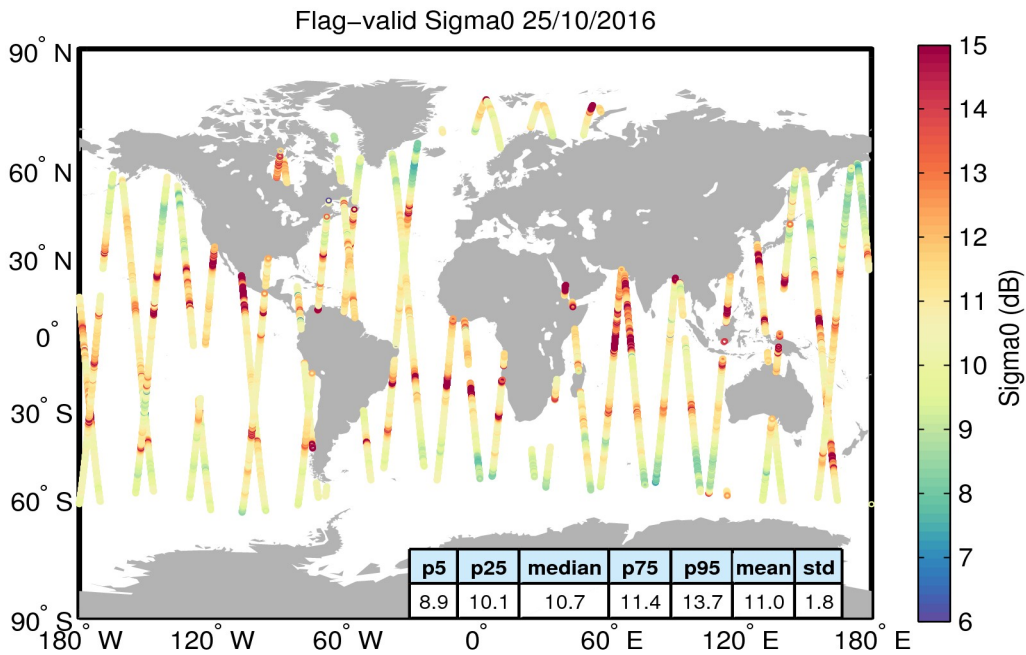 Flag−valid Sigma0 25/10/2016
90° N
60° N
30° N
0°
30° S
60° S
90° S
180° W
120° W
60° W
0°
60° E
120° E
180° E
p5 p25 median p75 p95 mean std
8.9 10.1 10.7 11.4 13.7 11.0 1.8
15
14
13
12
11
10
9
8
7
6
Sigma0 (dB)